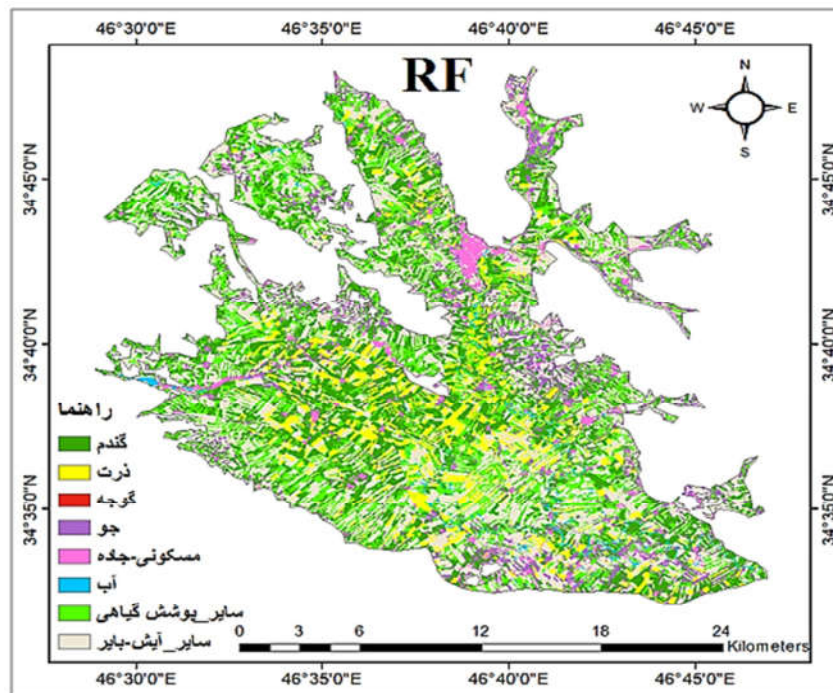 46°30'0"E 46°35'0"E 46°40'0"E 46°45'0"E
RF
N
W E
S
34°45'0"N 34°45'0"N
34°40'0"N 34°40'0"N
34°35'0"N 34°35'0"N
راهنما
گندم
ذرت
گوجه
جو
مسکونی-جاده
آب
سایر_پوشش گیاهی
سایر_آیش-بایر
0 3 6 12 18 24
Kilometers
46°30'0"E 46°35'0"E 46°40'0"E 46°45'0"E